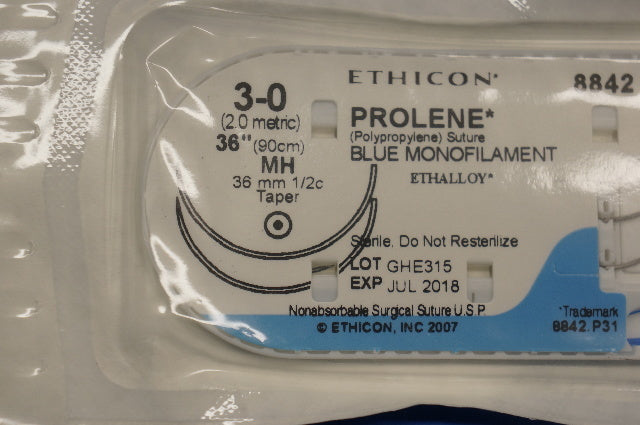 ETHICON*
8842
3-0
(2.0 metric)
36" (90cm)
MH
36 mm 1/2c
Taper
PROLENE*
(Polypropylene) Suture
BLUE MONOFILAMENT
ETHALLOY*
Sterile. Do Not Resterilize
LOT GHE315
EXP JUL 2018
Nonabsorbable Surgical Suture U.S.P.
© ETHICON, INC 2007
*Trademark
8842.P31